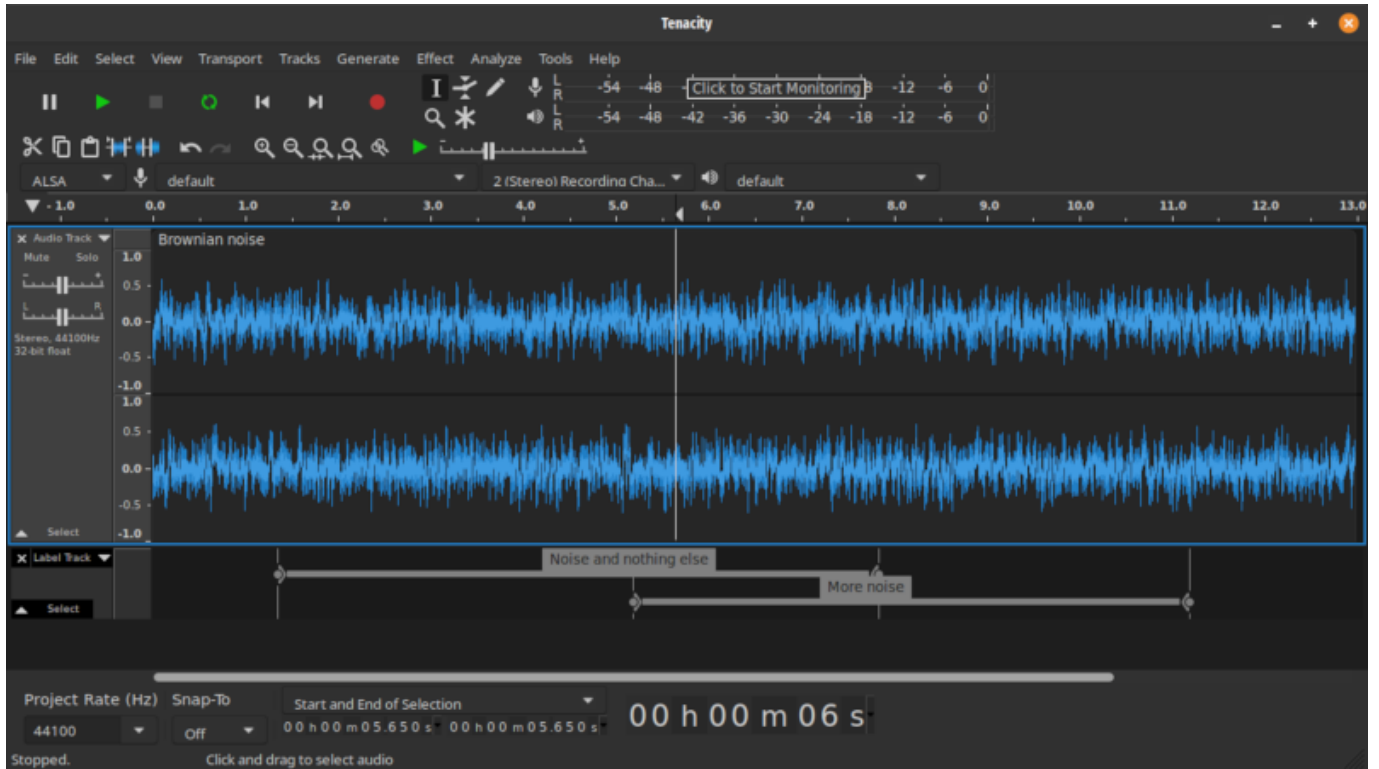 Tenacity
File Edit Select View Transport Tracks Generate Effect Analyze Tools Help
L
R
-54 -48 -4 Click to Start Monitoring 8 -12 -6 0
L
R
-54 -48 -42 -36 -30 -24 -18 -12 -6 0
ALSA default 2 (Stereo) Recording Cha... default
- 1.0 0.0 1.0 2.0 3.0 4.0 5.0 6.0 7.0 8.0 9.0 10.0 11.0 12.0 13.0
X Audio Track Brownian noise
Mute Solo 1.0
- + 0.5
L R 0.0
Stereo, 44100Hz
32-bit float -0.5
-1.0
1.0
0.5
0.0
-0.5
Select -1.0
X Label Track Noise and nothing else
More noise
Select
Project Rate (Hz) Snap-To Start and End of Selection
44100 Off 00 h 00 m 05.650 s 00 h 00 m 05.650 s 00 h 00 m 06 s
Stopped. Click and drag to select audio